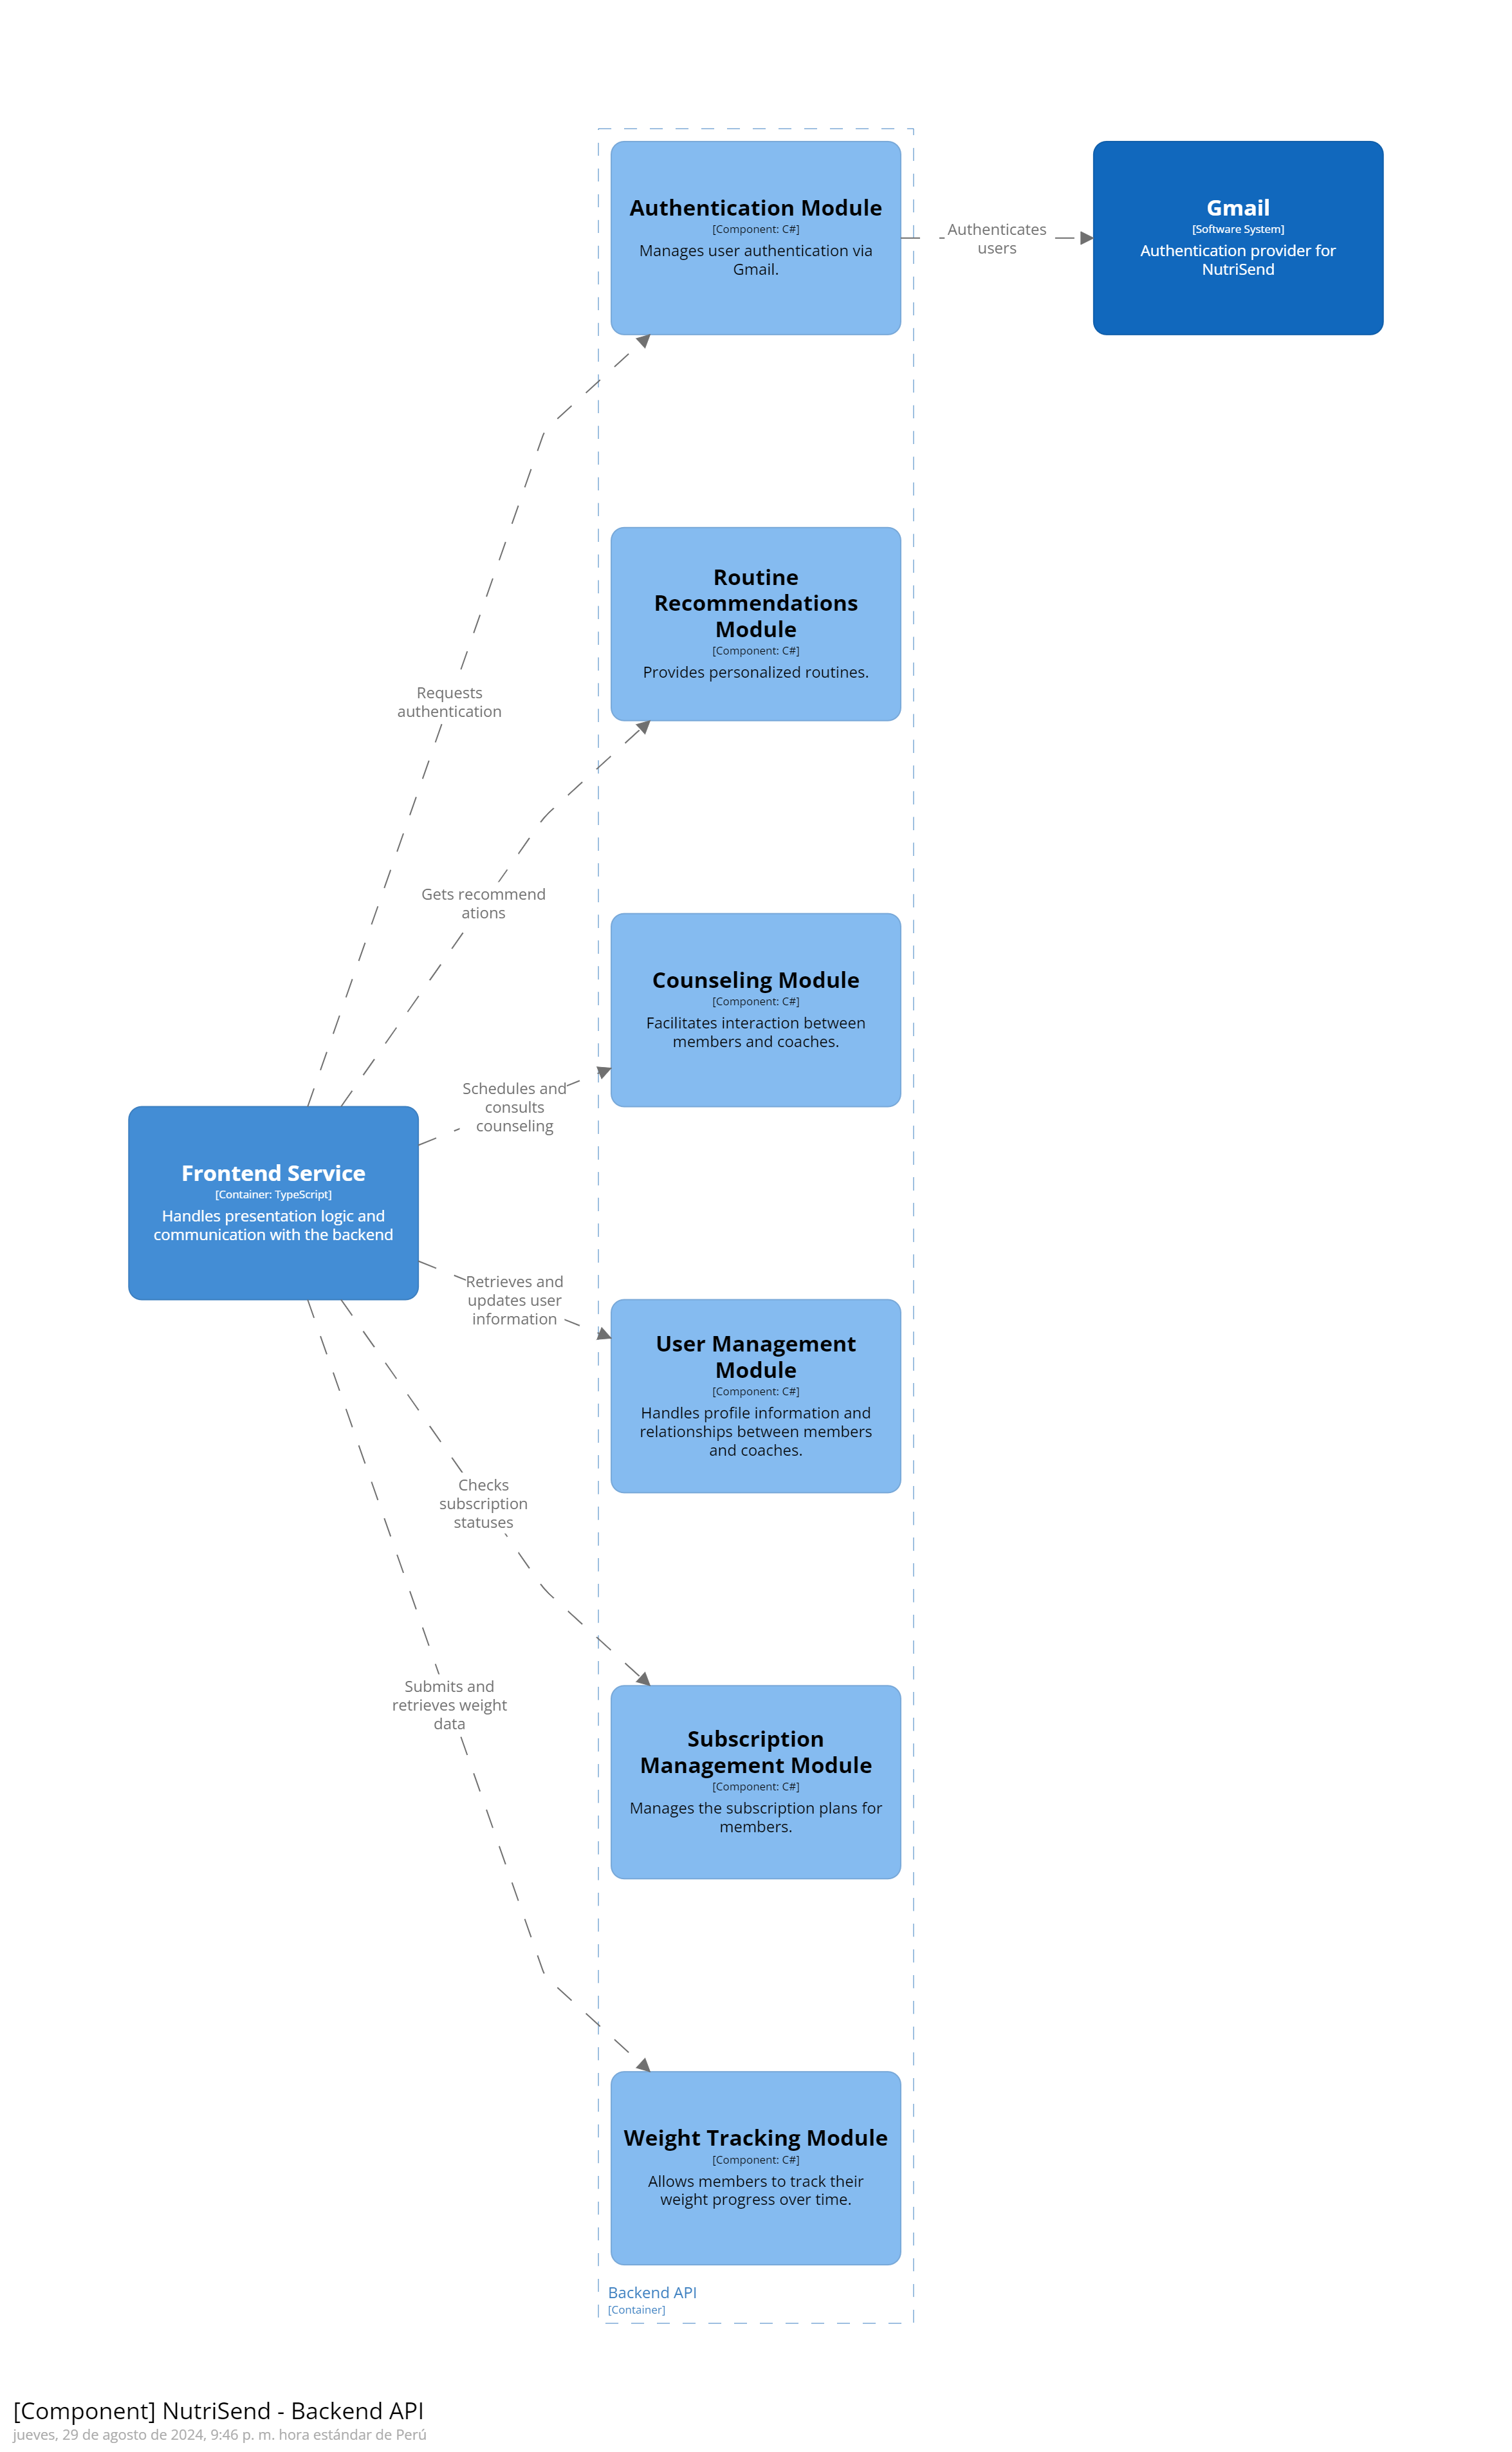 Authentication Module
[Component: C#]
Manages user authentication via
Gmail.
Authenticates
users
Gmail
[Software System]
Authentication provider for
NutriSend
Routine
Recommendations
Module
[Component: C#]
Provides personalized routines.
Requests
authentication
Gets recommend
ations
Counseling Module
[Component: C#]
Facilitates interaction between
members and coaches.
Schedules and
consults
counseling
Frontend Service
[Container: TypeScript]
Handles presentation logic and
communication with the backend
Retrieves and
updates user
information
User Management
Module
[Component: C#]
Handles profile information and
relationships between members
and coaches.
Checks
subscription
statuses
Submits and
retrieves weight
data
Subscription
Management Module
[Component: C#]
Manages the subscription plans for
members.
Weight Tracking Module
[Component: C#]
Allows members to track their
weight progress over time.
Backend API
[Container]
[Component] NutriSend - Backend API
jueves, 29 de agosto de 2024, 9:46 p. m. hora estándar de Perú